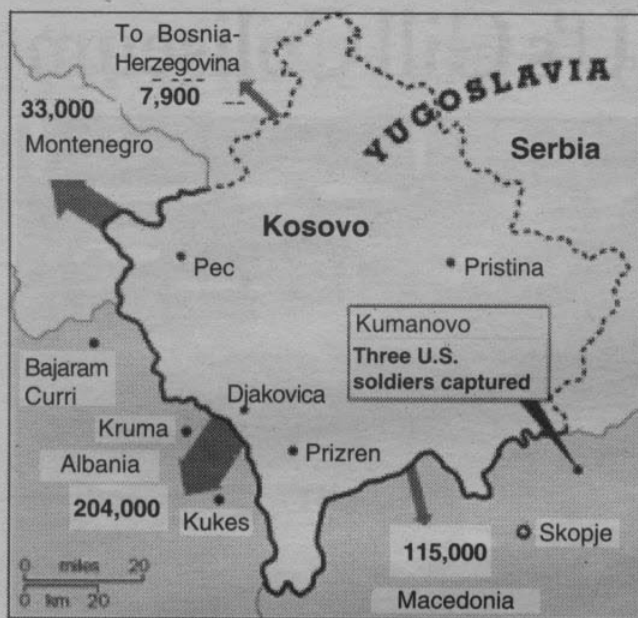 To Bosnia-
Herzegovina
7,900
33,000
Montenegro
YUGOSLAVIA
Serbia
Kosovo
Pec
Pristina
Kumanovo
Three U.S.
soldiers captured
Bajaram
Curri
Djakovica
Kruma
Prizren
Albania
204,000
Kukes
115,000
Skopje
Macedonia
0 miles 20
0 km 20